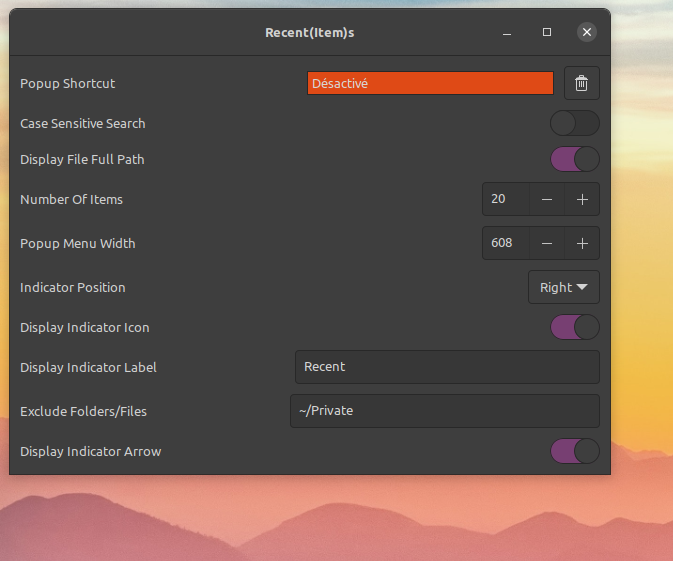 Recent(Item)s
Popup Shortcut Désactivé
Case Sensitive Search
Display File Full Path
Number Of Items 20
Popup Menu Width 608
Indicator Position Right
Display Indicator Icon
Display Indicator Label Recent
Exclude Folders/Files ~/Private
Display Indicator Arrow